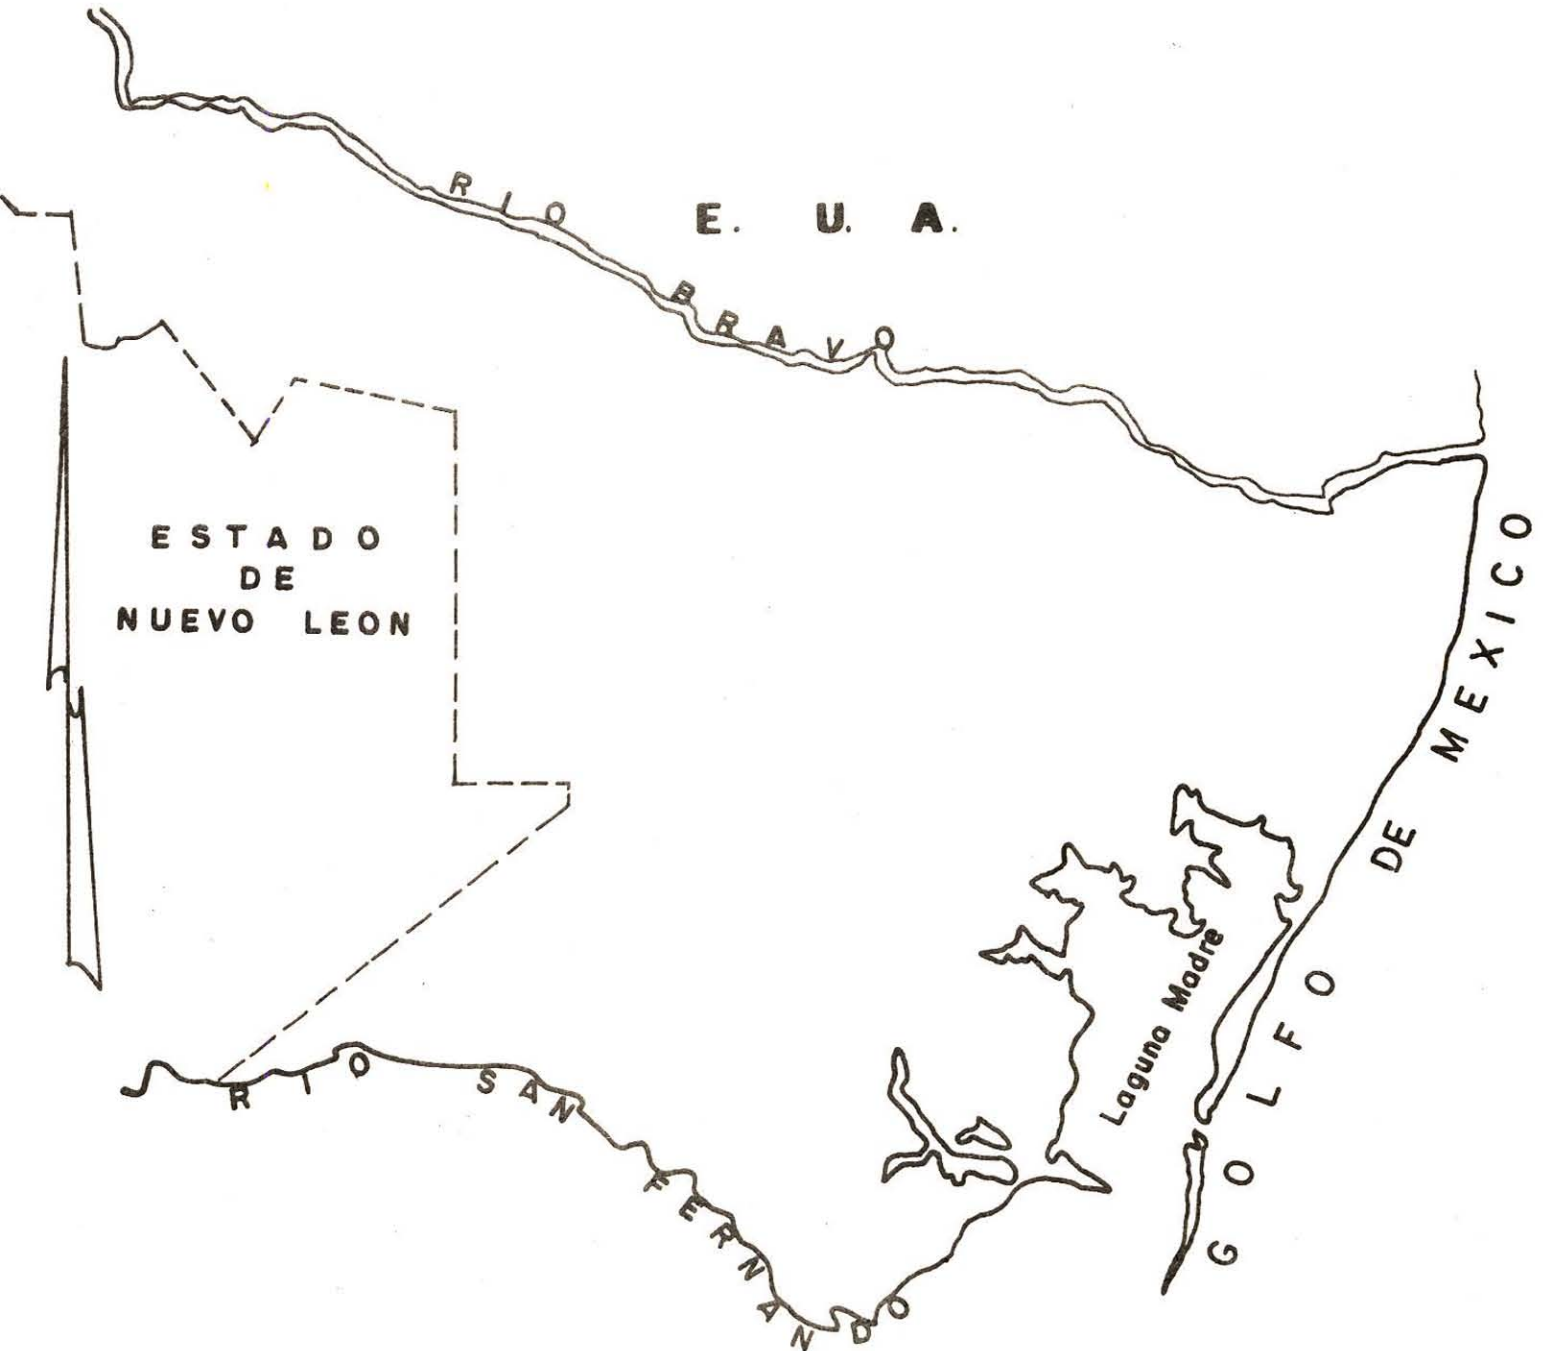 RIO BRAVO
E. U. A.
ESTADO
DE
NUEVO LEON
GOLFO DE MEXICO
Laguna Madre
RIO SAN FERNANDO